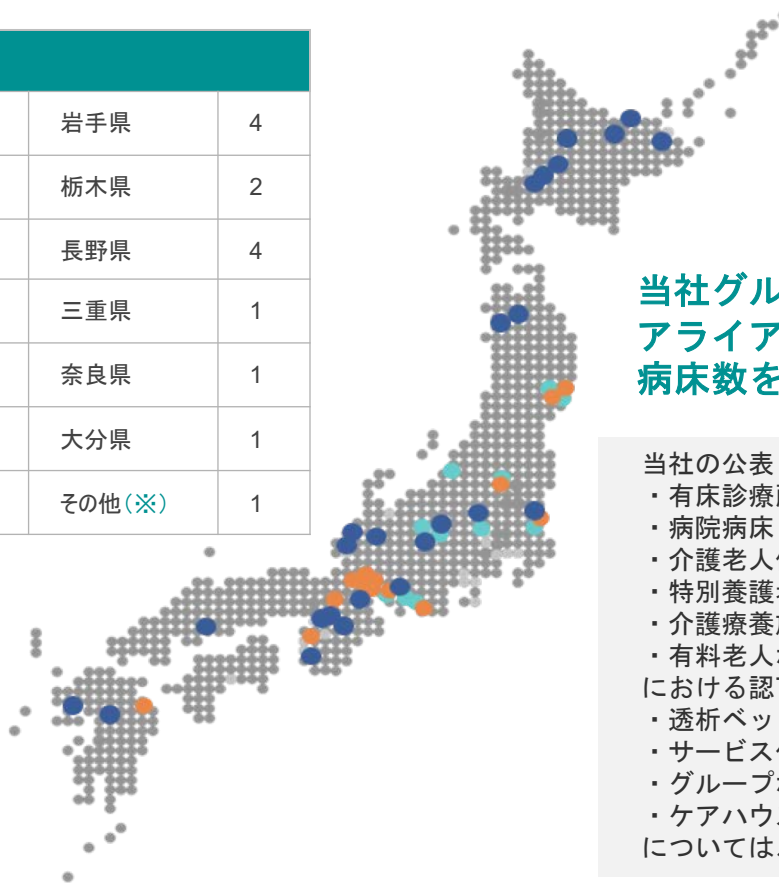 岩手県 4
栃木県 2
長野県 4
三重県 1
奈良県 1
大分県 1
その他(※) 1
当社グル
アライア
病床数を
当社の公表
・有床診療
・病院病床
・介護老人
・特別養護
・介護療養
・有料老人
における認
・透析ベッ
・サービス
・グループ
・ケアハウ
については